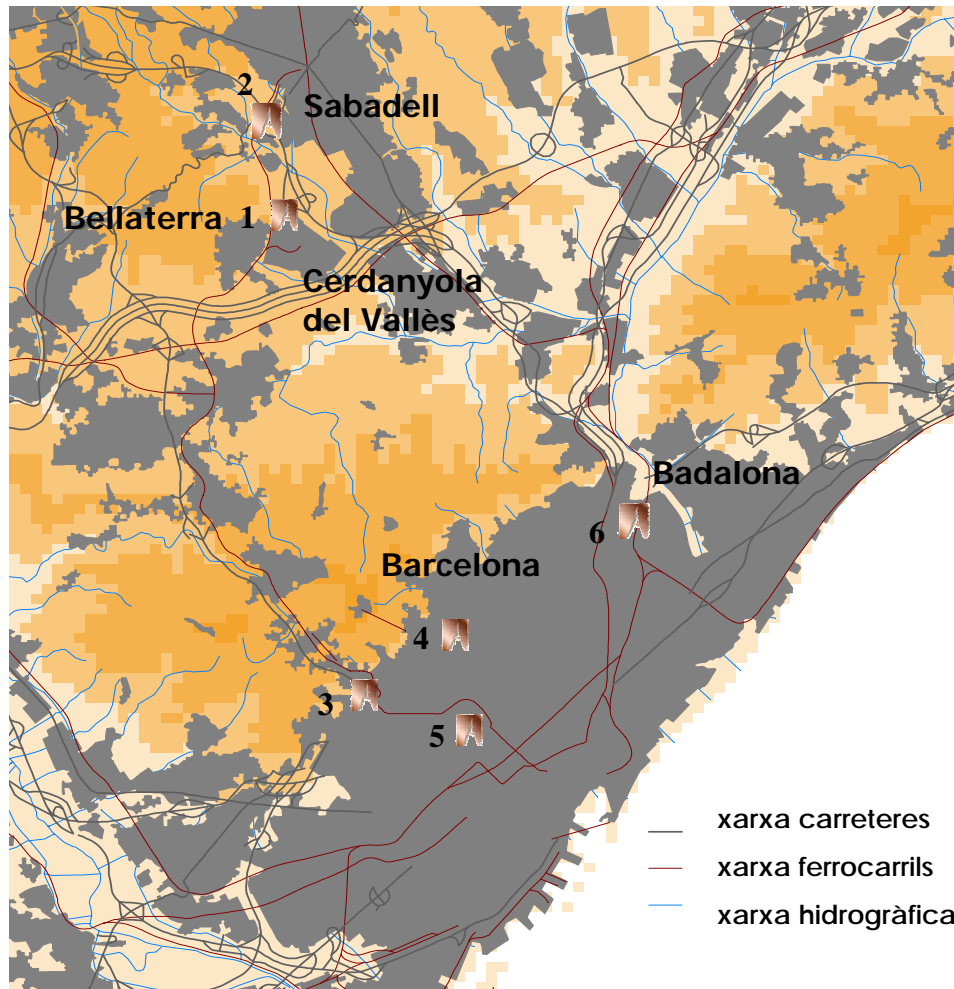 2
Sabadell
Bellaterra
1
Cerdanyola
del Vallès
Badalona
6
Barcelona
4
3
5
xarxa carreteres
xarxa ferrocarrils
xarxa hidrogràfica